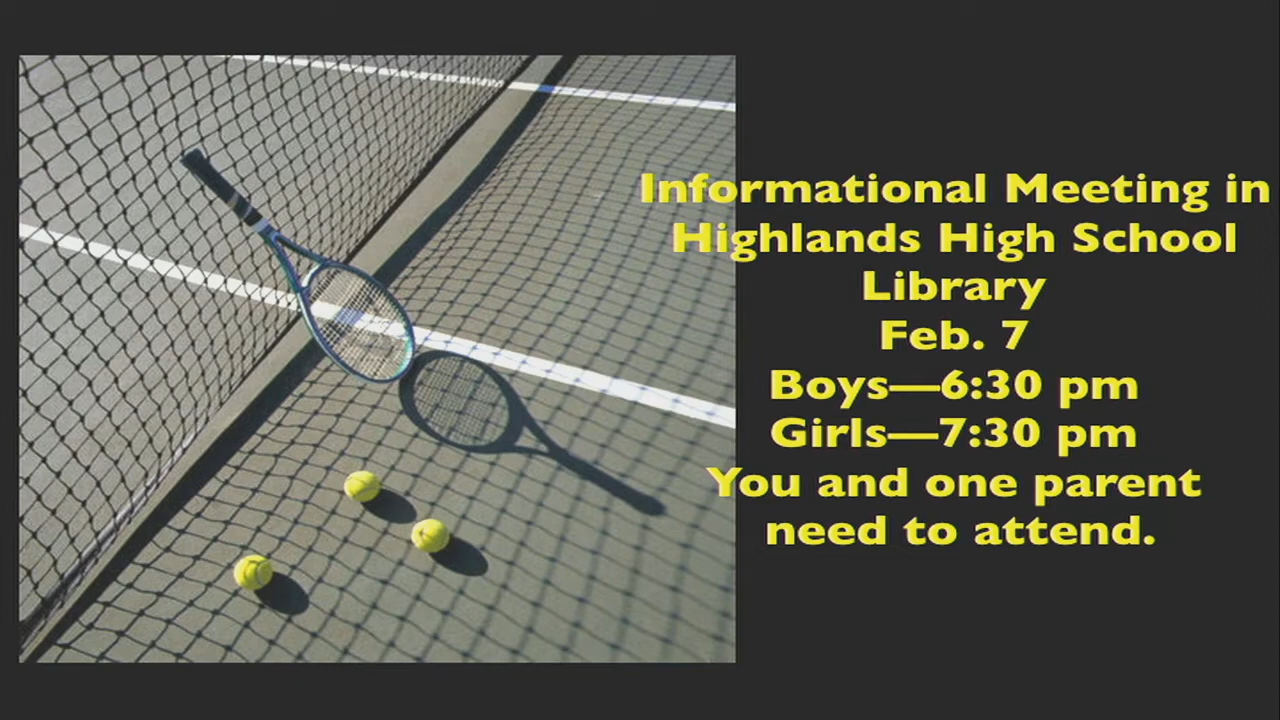 Informational Meeting in
Highlands High School
Library
Feb. 7
Boys—6:30 pm
Girls—7:30 pm
You and one parent
need to attend.